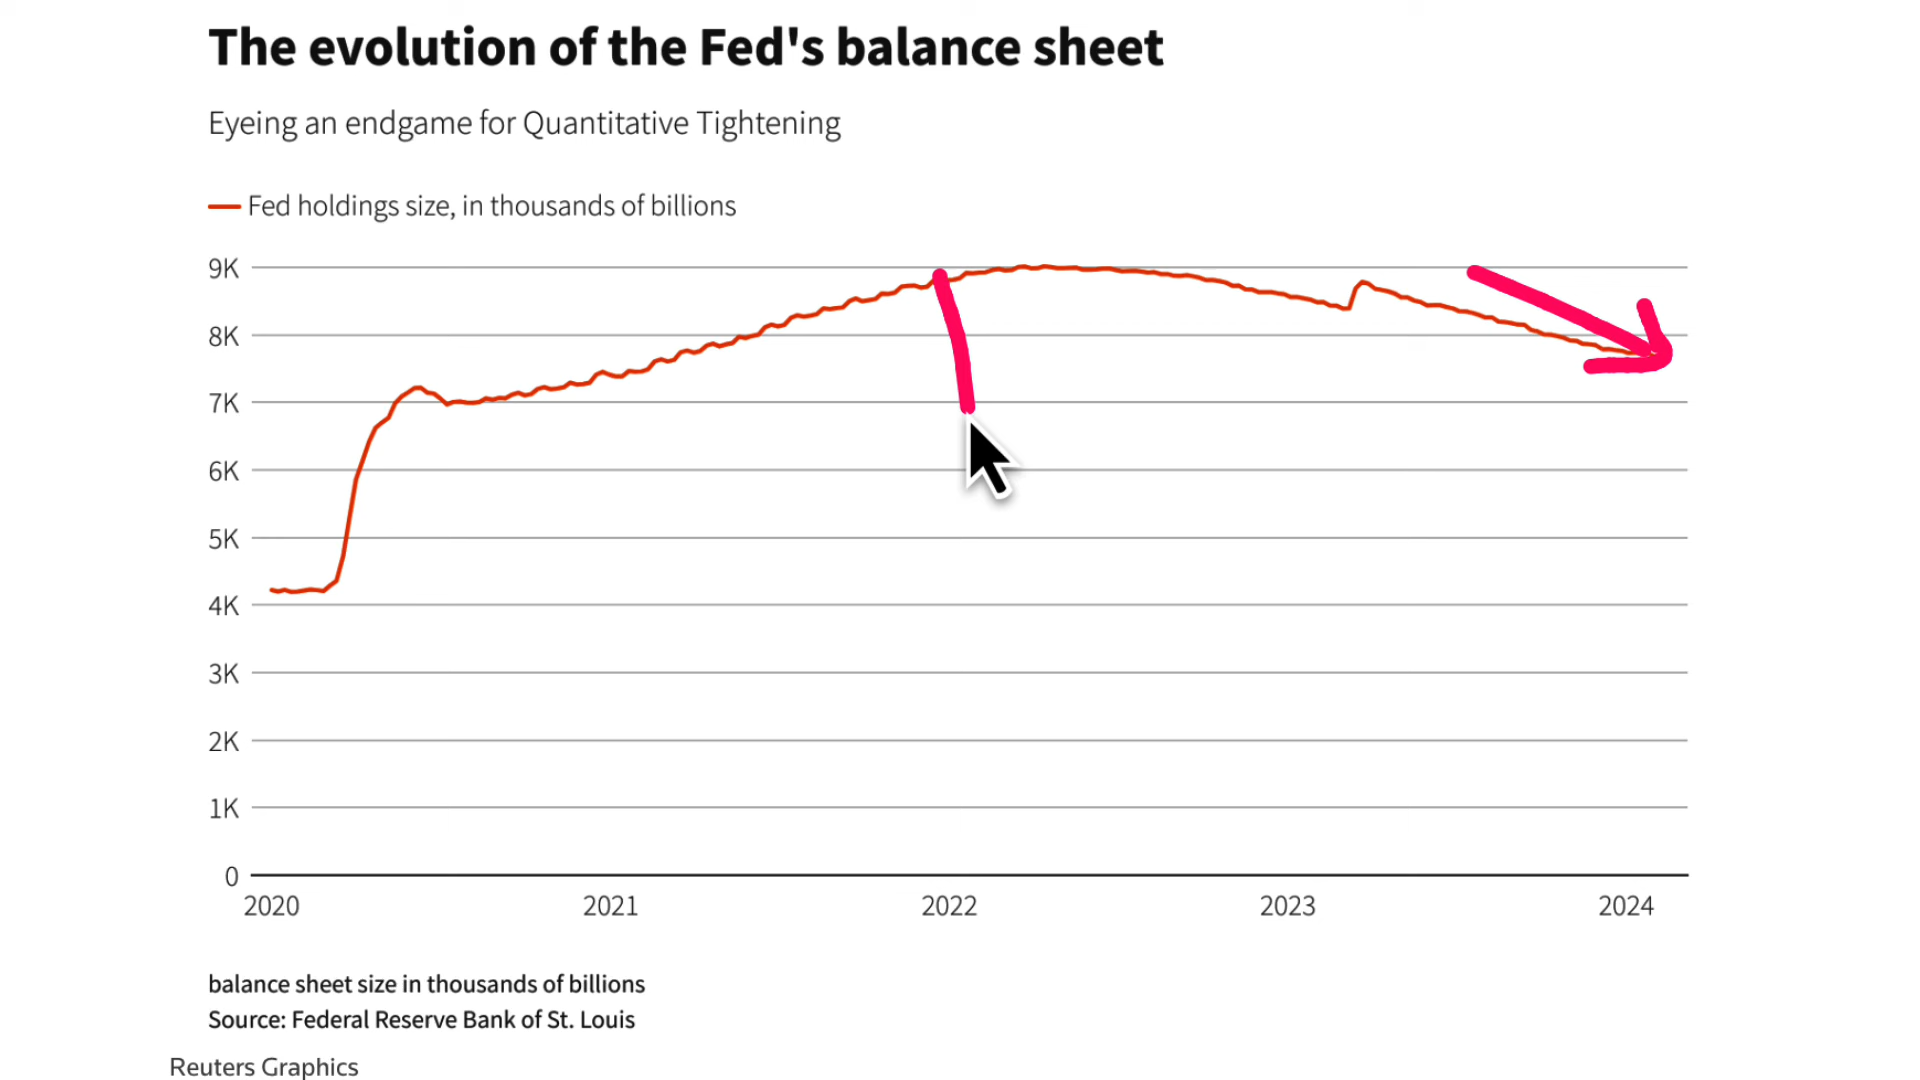 The evolution of the Fed's balance sheet
Eyeing an endgame for Quantitative Tightening
Fed holdings size, in thousands of billions
9K
8K
7K
6K
5K
4K
3K
2K
1K
0
2020 2021 2022 2023 2024
balance sheet size in thousands of billions
Source: Federal Reserve Bank of St. Louis
Reuters Graphics